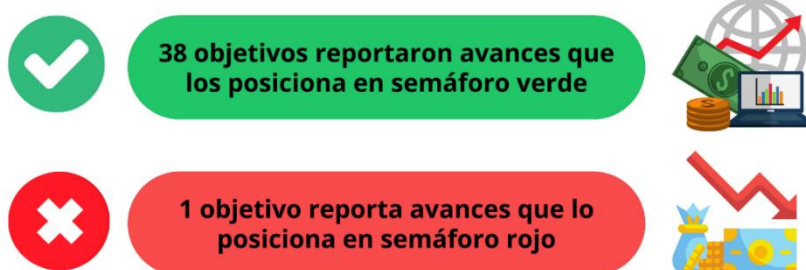 38 objetivos reportaron avances que
los posiciona en semáforo verde
1 objetivo reporta avances que lo
posiciona en semáforo rojo